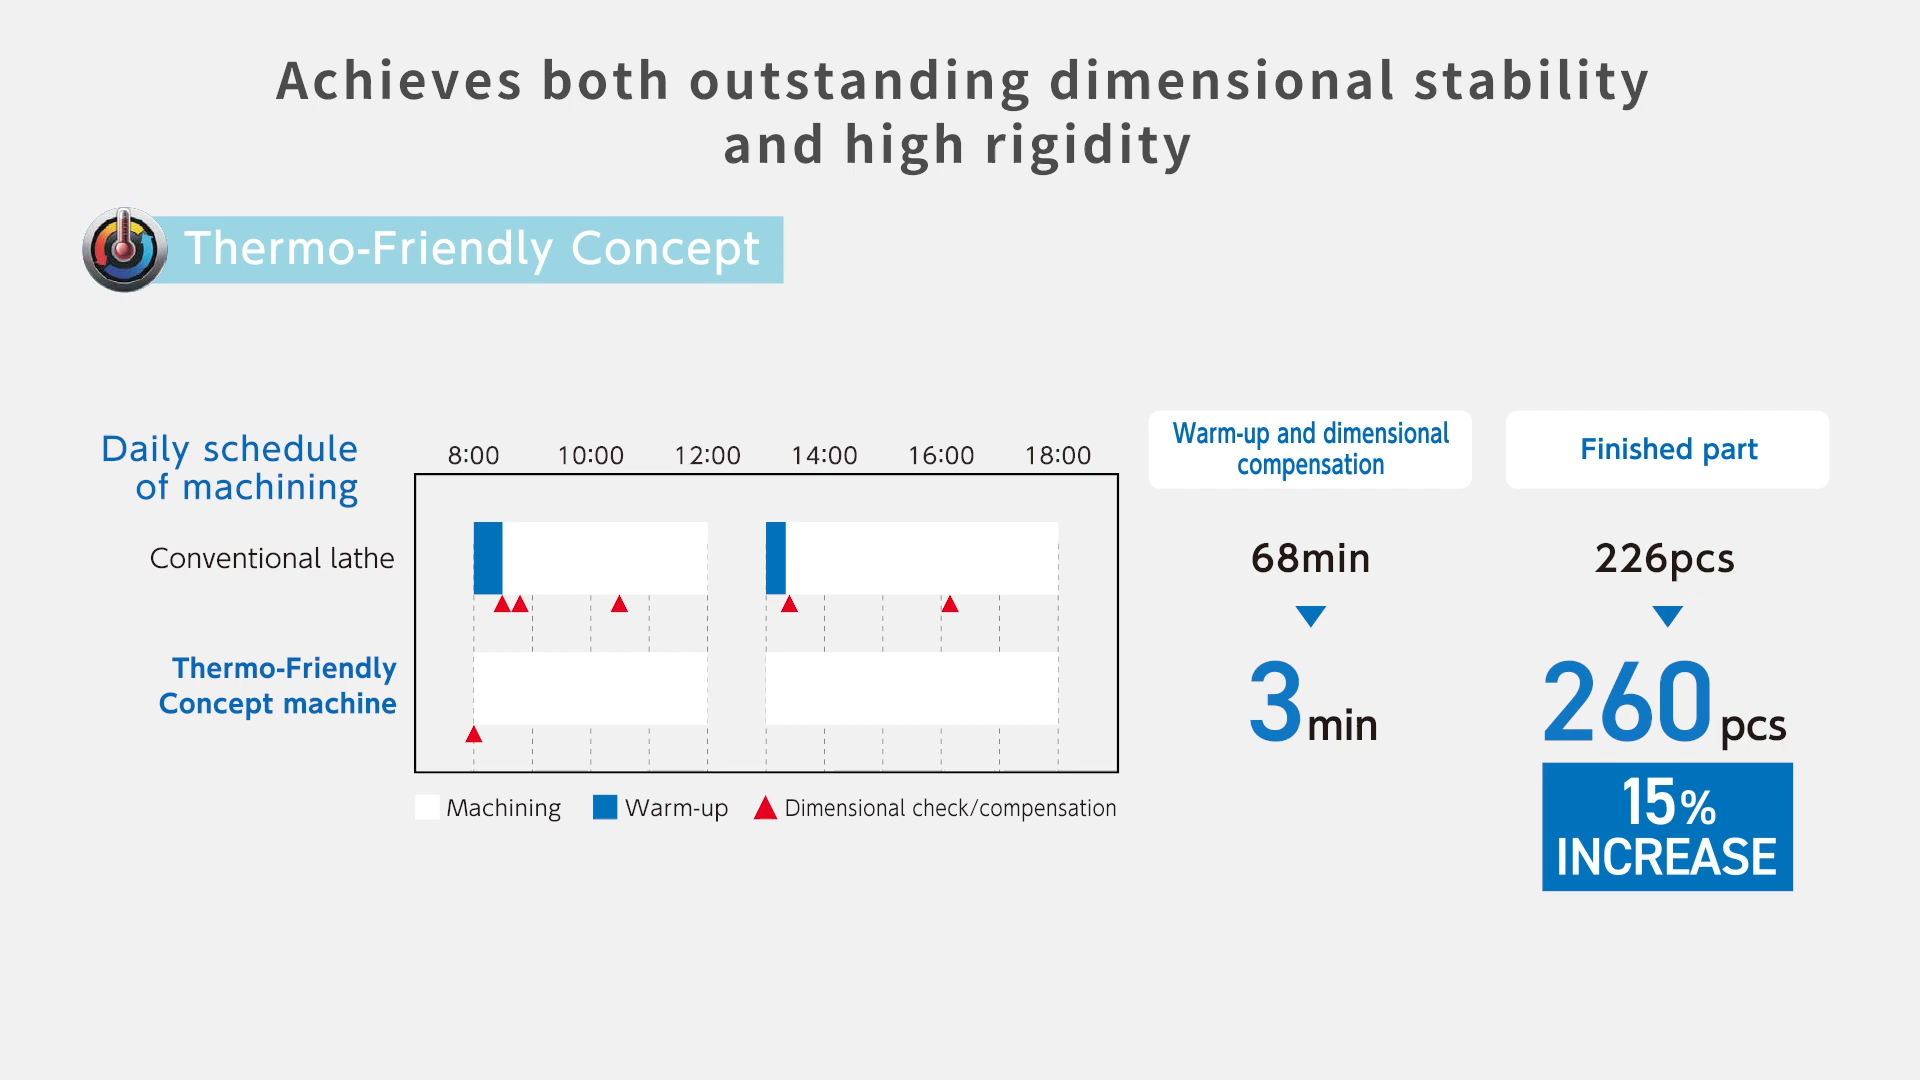 Achieves both outstanding dimensional stability
and high rigidity
Thermo-Friendly Concept
Daily schedule
of machining
8:00 10:00 12:00 14:00 16:00 18:00
Warm-up and dimensional
compensation
Finished part
Conventional lathe
68min
226pcs
Thermo-Friendly
Concept machine
3min
260pcs
15%
INCREASE
Machining Warm-up Dimensional check/compensation